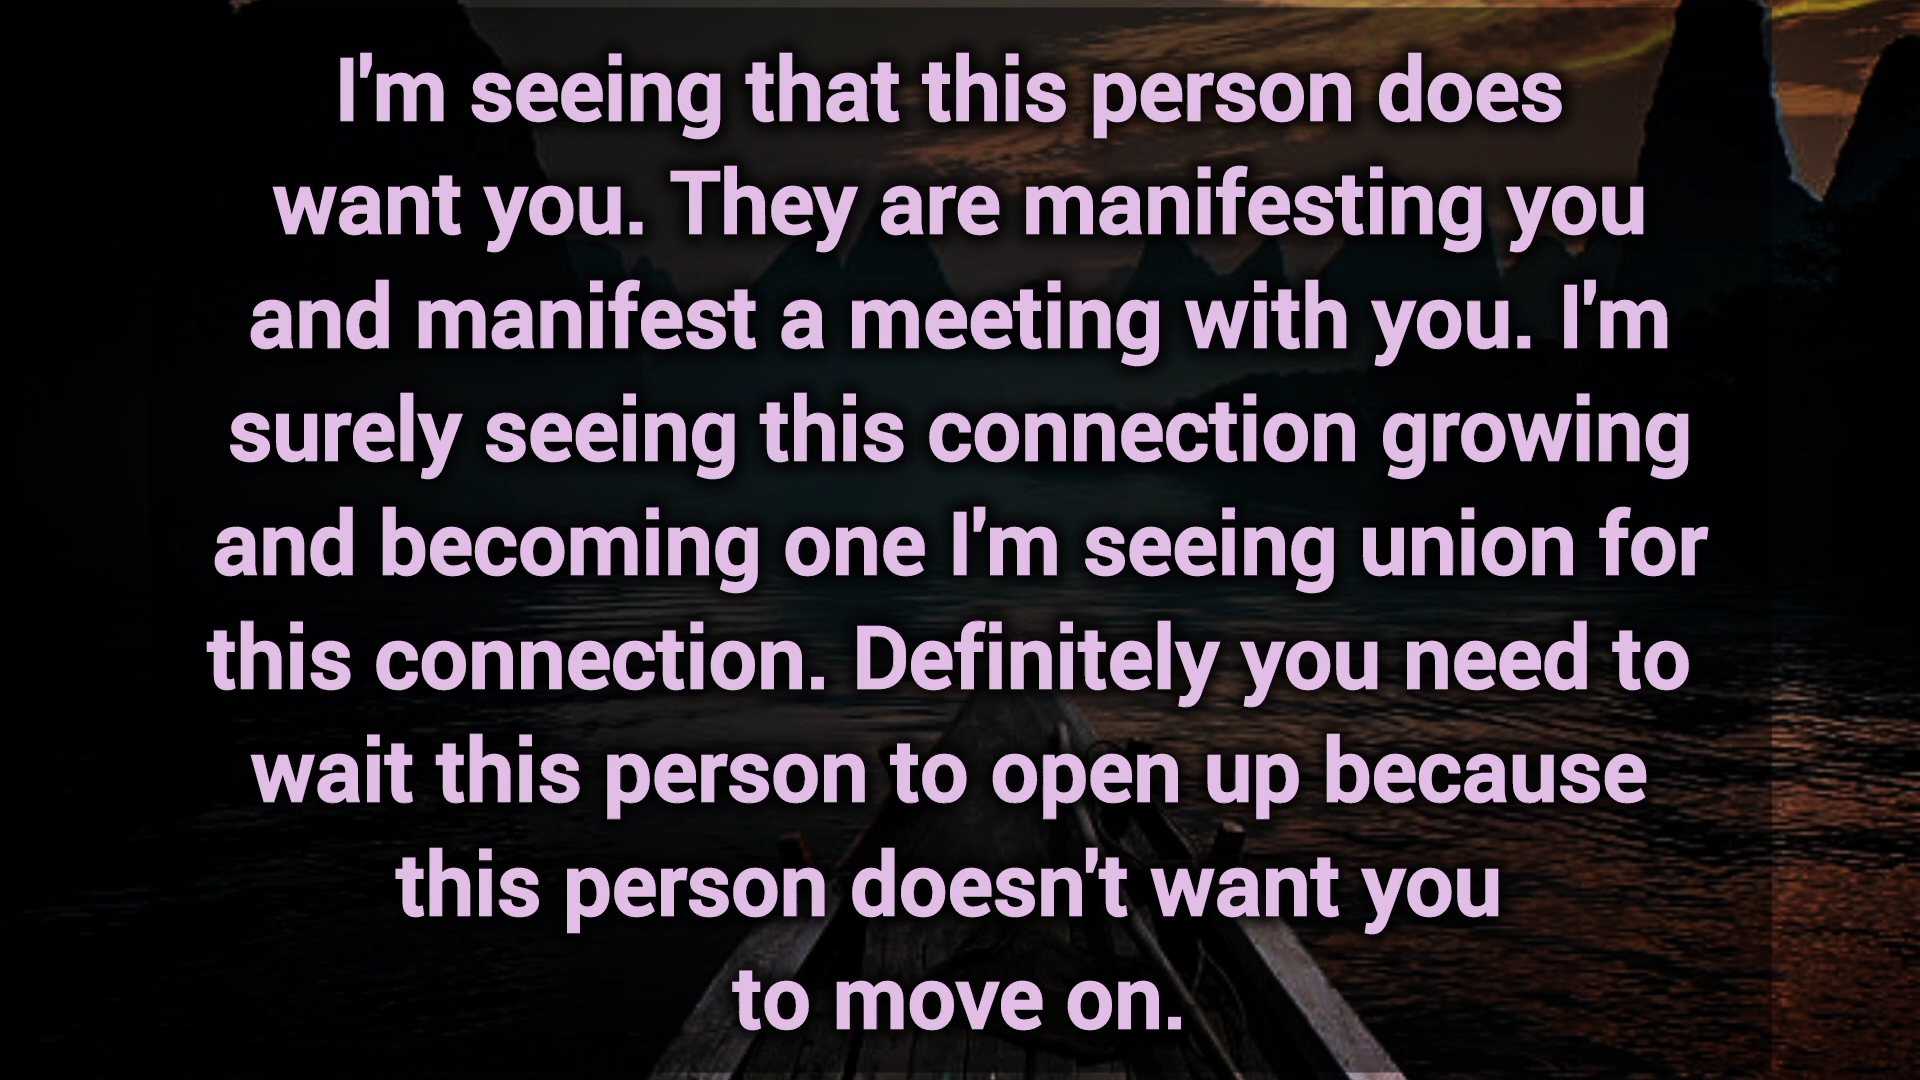 I'm seeing that this person does
want you. They are manifesting you
and manifest a meeting with you. I'm
surely seeing this connection growing
and becoming one I'm seeing union for
this connection. Definitely you need to
wait this person to open up because
this person doesn't want you
to move on.